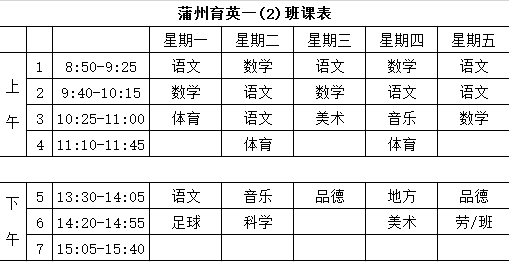 蒲州育英一(2)班课表
星期一 星期二 星期三 星期四 星期五
上午
1 8:50-9:25 语文 数学 语文 数学 语文
2 9:40-10:15 数学 语文 数学 语文 语文
3 10:25-11:00 体育 语文 美术 音乐 数学
4 11:10-11:45 体育 体育
下午
5 13:30-14:05 语文 音乐 品德 地方 品德
6 14:20-14:55 足球 科学 美术 劳/班
7 15:05-15:40